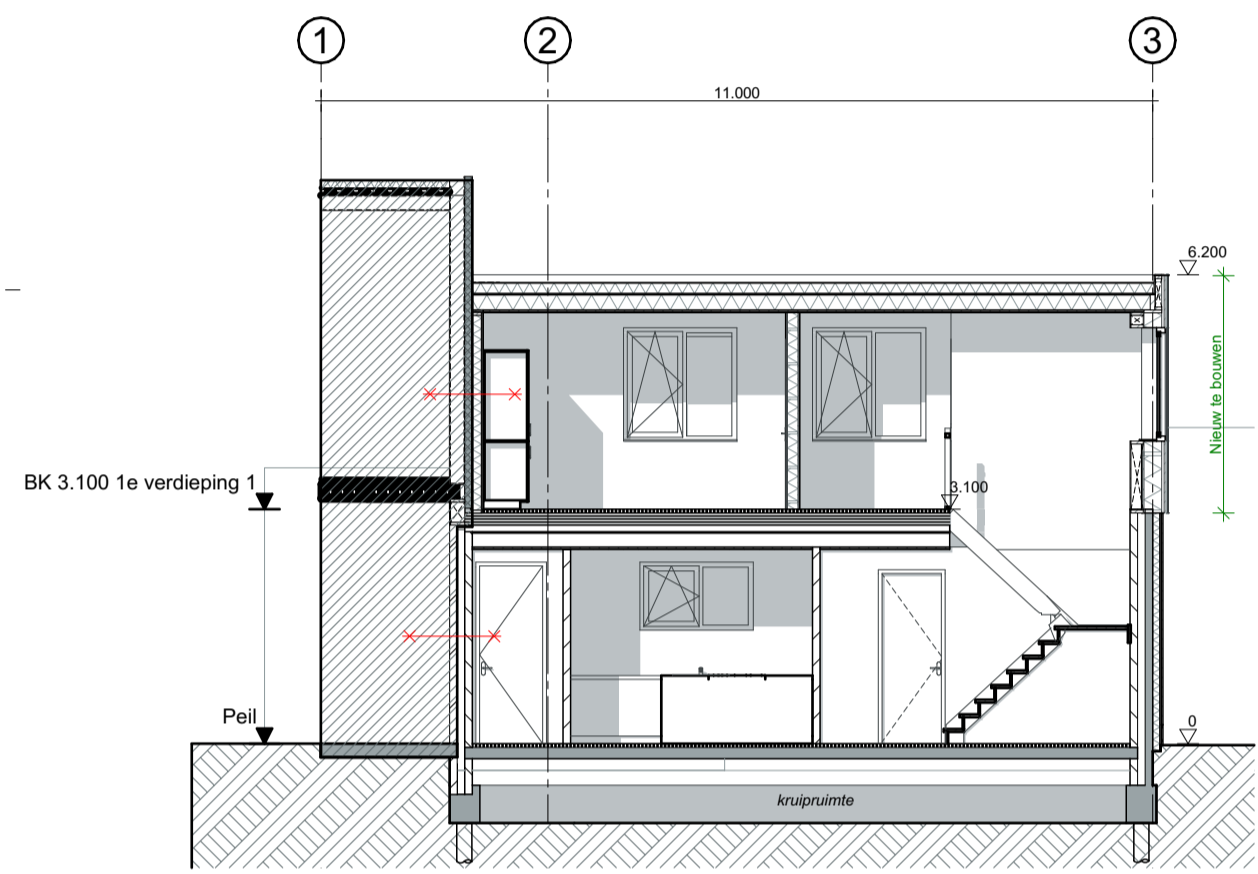 1 2 3
11.000
6.200
Nieuw te bouwen
BK 3.100 1e verdieping 1
3.100
Peil
0
kruipruimte